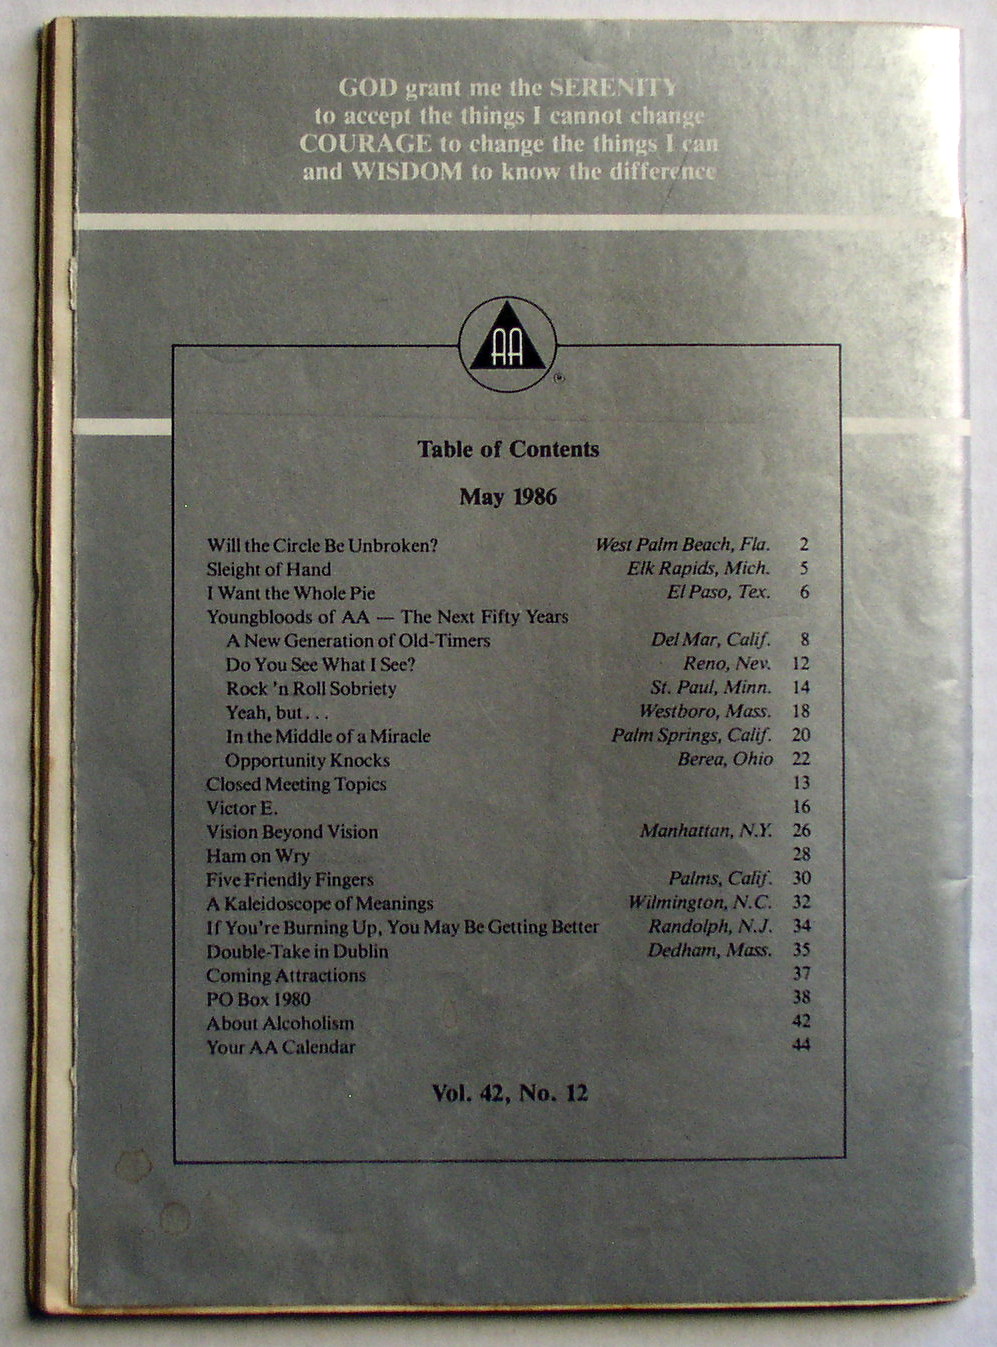 GOD grant me the SERENITY
to accept the things I cannot change
COURAGE to change the things I can
and WISDOM to know the difference
AA
®
Table of Contents
May 1986
Will the Circle Be Unbroken? West Palm Beach, Fla. 2
Sleight of Hand Elk Rapids, Mich. 5
I Want the Whole Pie El Paso, Tex. 6
Youngbloods of AA — The Next Fifty Years
A New Generation of Old-Timers Del Mar, Calif. 8
Do You See What I See? Reno, Nev. 12
Rock 'n Roll Sobriety St. Paul, Minn. 14
Yeah, but . . . Westboro, Mass. 18
In the Middle of a Miracle Palm Springs, Calif. 20
Opportunity Knocks Berea, Ohio 22
Closed Meeting Topics 13
Victor E. 16
Vision Beyond Vision Manhattan, N.Y. 26
Ham on Wry 28
Five Friendly Fingers Palms, Calif. 30
A Kaleidoscope of Meanings Wilmington, N.C. 32
If You're Burning Up, You May Be Getting Better Randolph, N.J. 34
Double-Take in Dublin Dedham, Mass. 35
Coming Attractions 37
PO Box 1980 38
About Alcoholism 42
Your AA Calendar 44
Vol. 42, No. 12